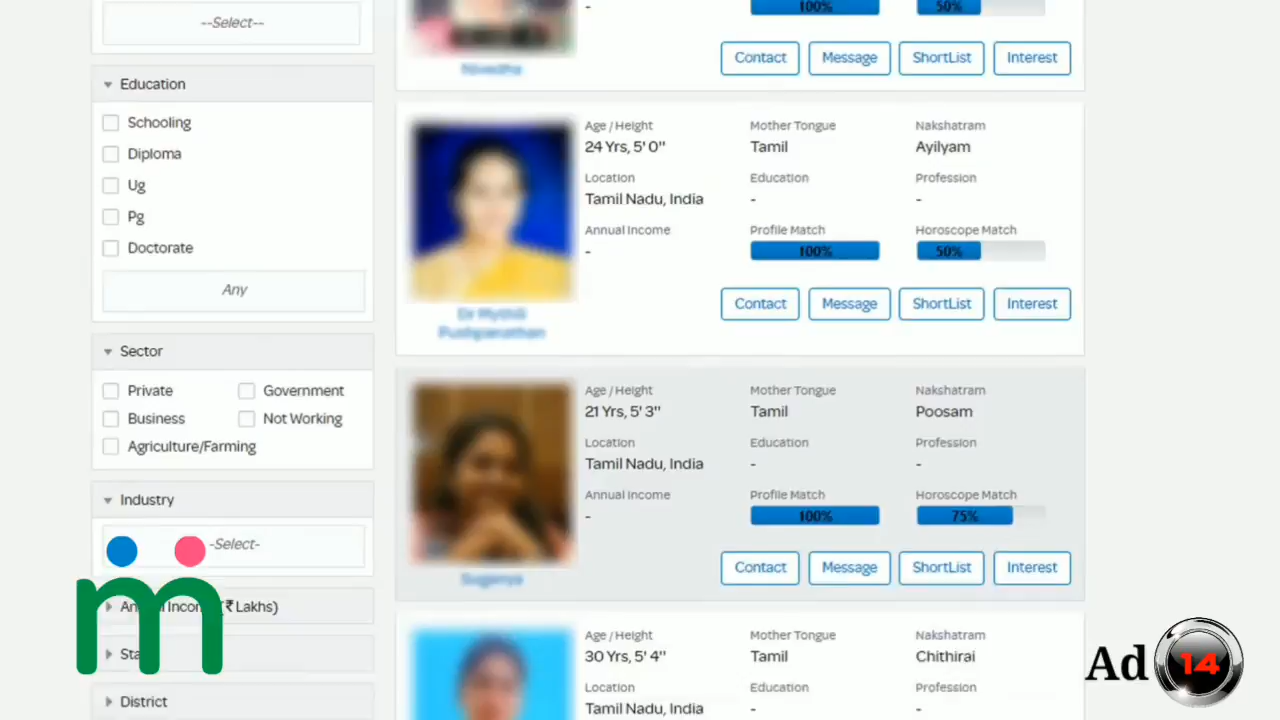 --Select--
Education
Schooling
Diploma
Ug
Pg
Doctorate
Any
Sector
Private
Government
Business
Not Working
Agriculture/Farming
Industry
-Select-
(₹ Lakhs)
District
-
100%
50%
Contact
Message
ShortList
Interest
Age / Height
Mother Tongue
Nakshatram
24 Yrs, 5' 0''
Tamil
Ayilyam
Location
Education
Profession
Tamil Nadu, India
-
-
Annual Income
Profile Match
Horoscope Match
-
100%
50%
Contact
Message
ShortList
Interest
Age / Height
Mother Tongue
Nakshatram
21 Yrs, 5' 3''
Tamil
Poosam
Location
Education
Profession
Tamil Nadu, India
-
-
Annual Income
Profile Match
Horoscope Match
-
100%
75%
Contact
Message
ShortList
Interest
Age / Height
Mother Tongue
Nakshatram
30 Yrs, 5' 4''
Tamil
Chithirai
Location
Education
Profession
Tamil Nadu, India
-
-
m
Ad 14